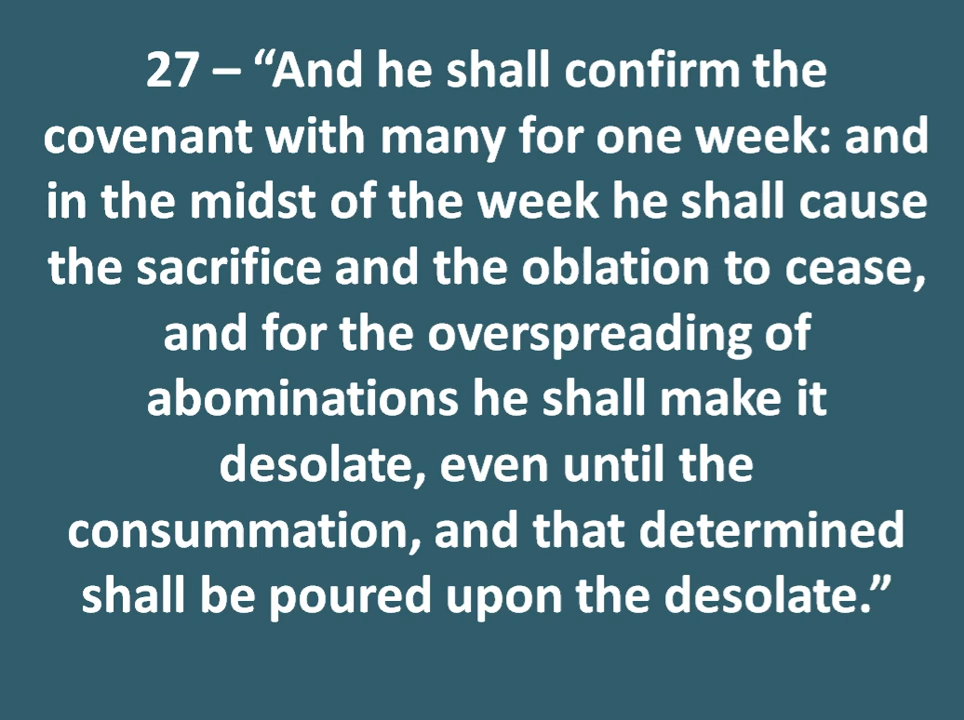 27 – “And he shall confirm the
covenant with many for one week: and
in the midst of the week he shall cause
the sacrifice and the oblation to cease,
and for the overspreading of
abominations he shall make it
desolate, even until the
consummation, and that determined
shall be poured upon the desolate.”